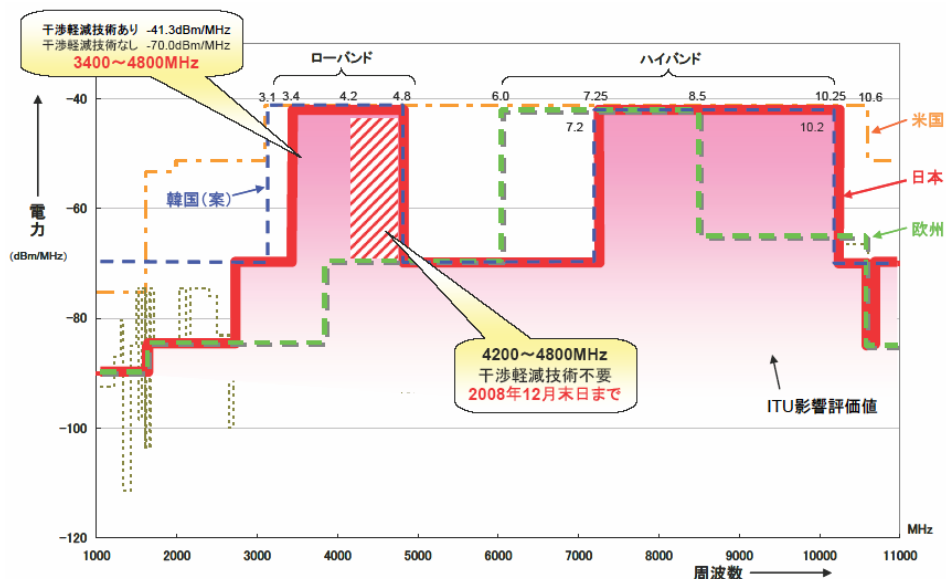 干渉軽減技術あり -41.3dBm/MHz
干渉軽減技術なし -70.0dBm/MHz
3400～4800MHz
ローバンド
ハイバンド
3.1 3.4 4.2 4.8 6.0 7.25 8.5 10.25 10.6
7.2 10.2
米国
日本
欧州
韓国(案)
電力
(dBm/MHz)
-40
-60
-80
-100
-120
4200～4800MHz
干渉軽減技術不要
2008年12月末日まで
ITU影響評価値
MHz
1000 2000 3000 4000 5000 6000 7000 8000 9000 10000 11000
周波数